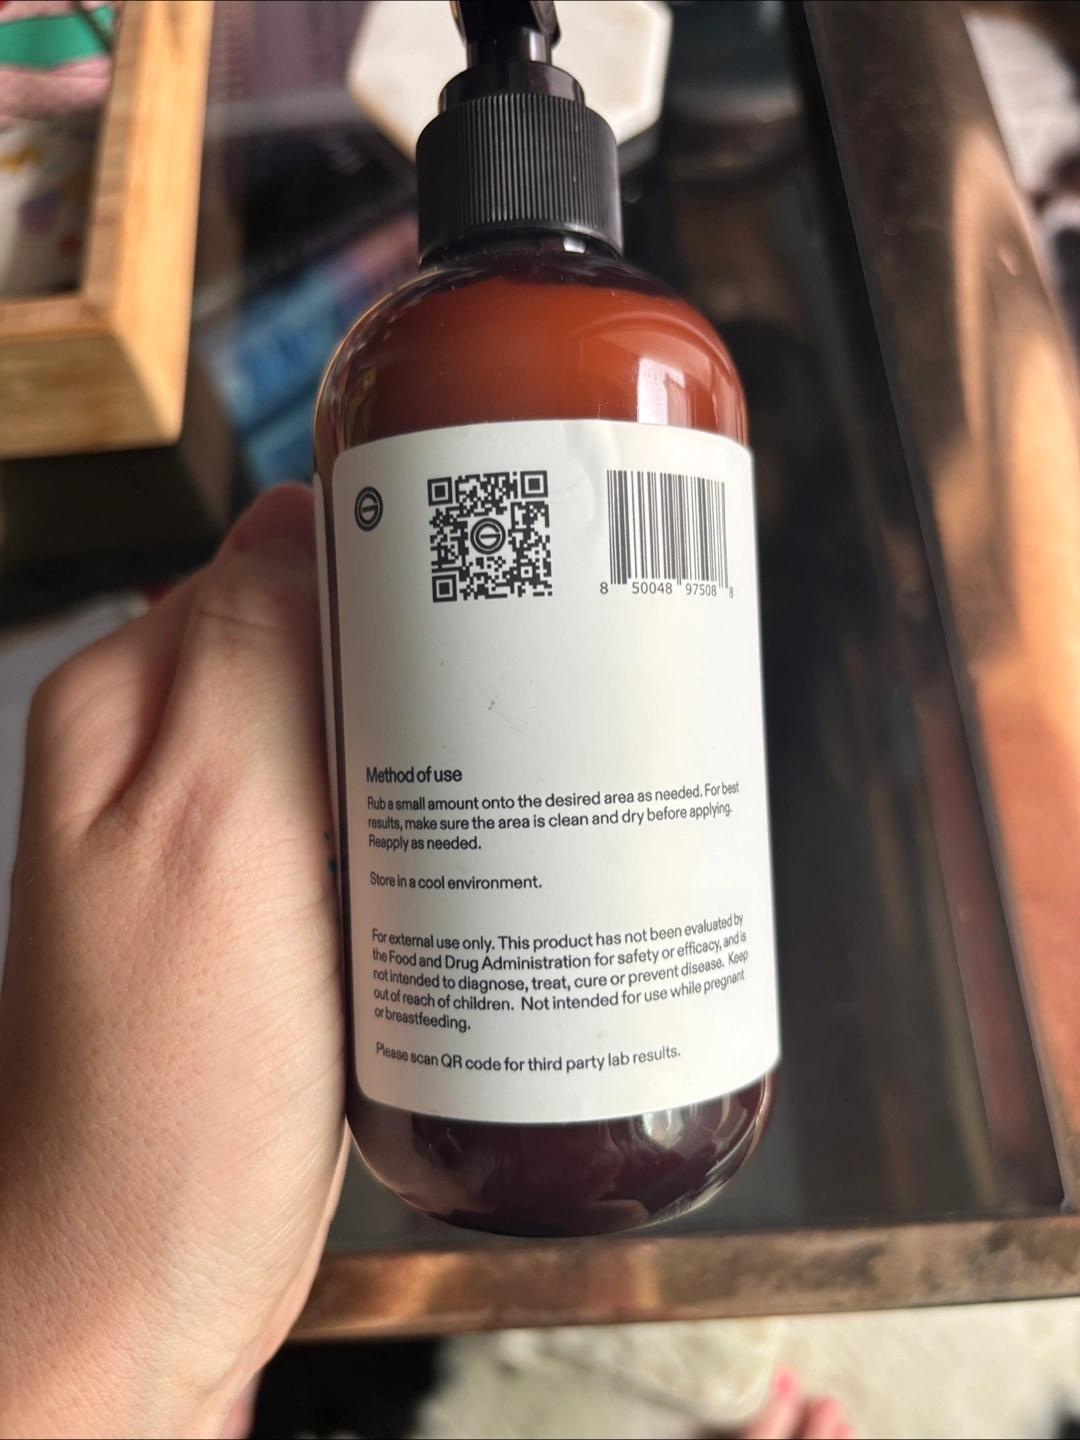 8 50048 97508 8
Method of use
Rub a small amount onto the desired area as needed. For best
results, make sure the area is clean and dry before applying.
Reapply as needed.
Store in a cool environment.
For external use only. This product has not been evaluated by
the Food and Drug Administration for safety or efficacy, and is
not intended to diagnose, treat, cure or prevent disease. Keep
out of reach of children. Not intended for use while pregnant
or breastfeeding.
Please scan QR code for third party lab results.